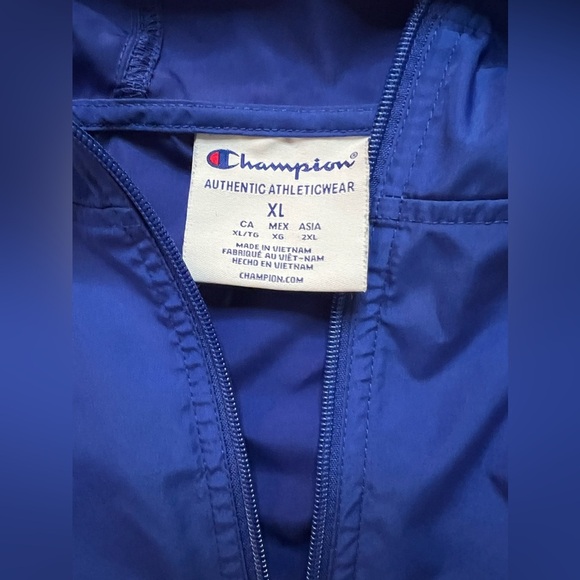 Champion®
AUTHENTIC ATHLETICWEAR
XL
CA MEX ASIA
XL/TG XG 2XL
MADE IN VIETNAM
FABRIQUÉ AU VIÊT-NAM
HECHO EN VIETNAM
CHAMPION.COM